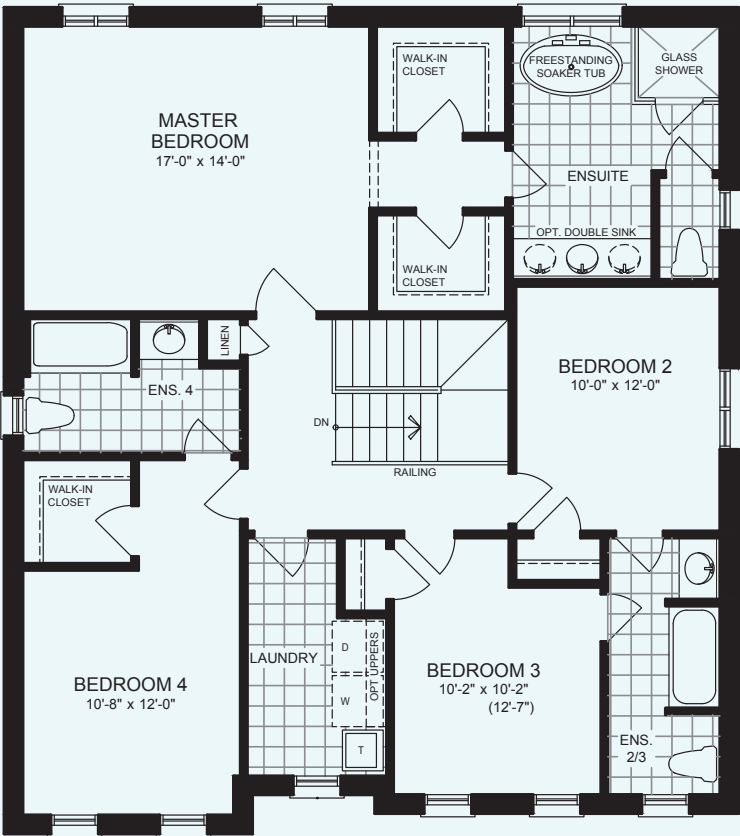 WALK-IN
CLOSET
FREESTANDING
SOAKER TUB
GLASS
SHOWER
MASTER
BEDROOM
17'-0" x 14'-0"
ENSUITE
OPT. DOUBLE SINK
WALK-IN
CLOSET
LINEN
ENS. 4
BEDROOM 2
10'-0" x 12'-0"
DN
RAILING
WALK-IN
CLOSET
BEDROOM 4
10'-8" x 12'-0"
LAUNDRY
D
W
OPT UPPERS
T
BEDROOM 3
10'-2" x 10'-2"
(12'-7")
ENS.
2/3